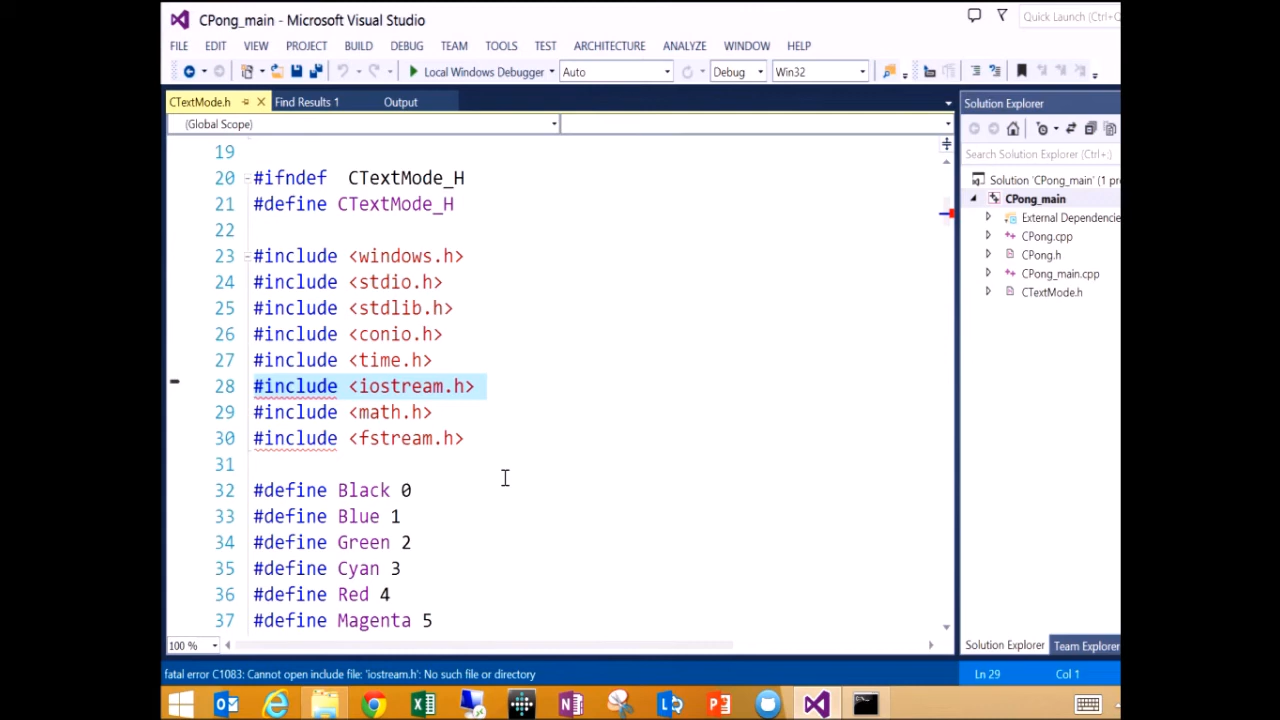 CPong_main - Microsoft Visual Studio
Quick Launch (Ctrl+Q
FILE EDIT VIEW PROJECT BUILD DEBUG TEAM TOOLS TEST ARCHITECTURE ANALYZE WINDOW HELP
Local Windows Debugger Auto Debug Win32
CTextMode.h Find Results 1 Output
(Global Scope)
19
20 #ifndef CTextMode_H
21 #define CTextMode_H
22
23 #include <windows.h>
24 #include <stdio.h>
25 #include <stdlib.h>
26 #include <conio.h>
27 #include <time.h>
28 #include <iostream.h>
29 #include <math.h>
30 #include <fstream.h>
31
32 #define Black 0
33 #define Blue 1
34 #define Green 2
35 #define Cyan 3
36 #define Red 4
37 #define Magenta 5
100 %
Solution Explorer
Search Solution Explorer (Ctrl+;)
Solution 'CPong_main' (1 pr
CPong_main
External Dependencie
CPong.cpp
CPong.h
CPong_main.cpp
CTextMode.h
Solution Explorer Team Explorer
fatal error C1083: Cannot open include file: 'iostream.h': No such file or directory
Ln 29 Col 1